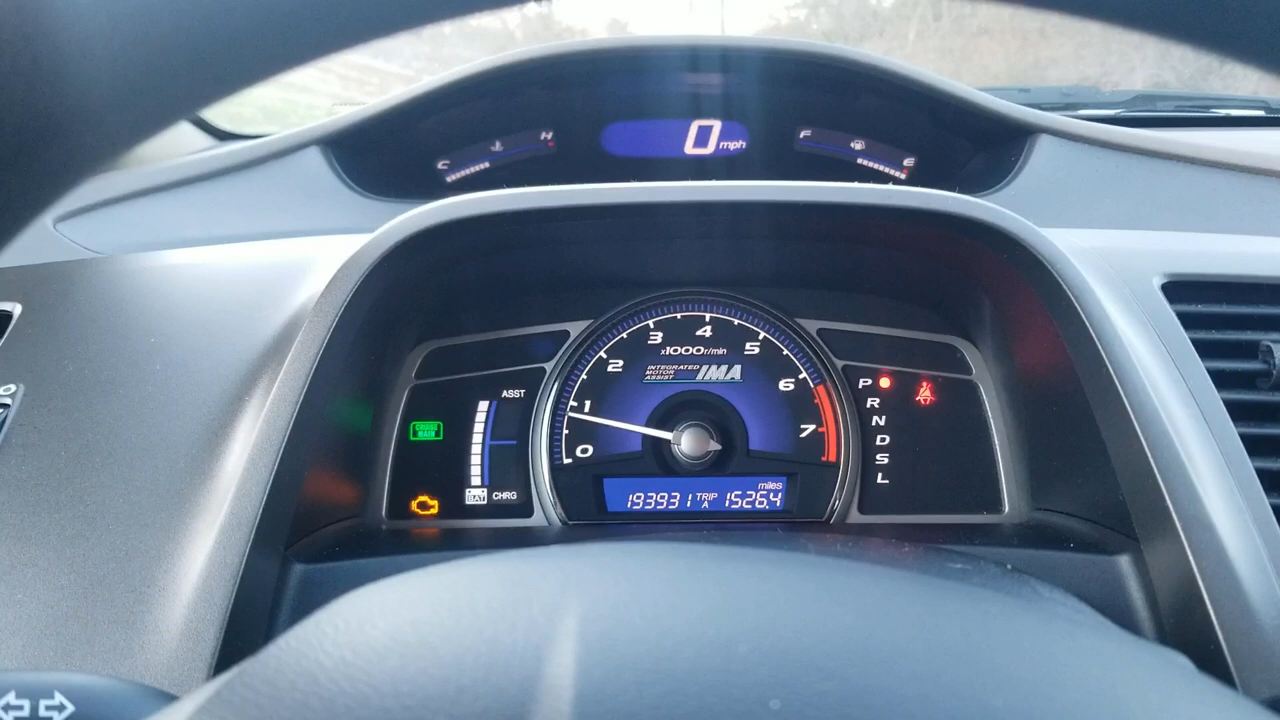 C H
0 mph
F E
4
3 5
x1000r/min
2 6
INTEGRATED
MOTOR
ASSIST IMA
1 7
0
ASST
CRUISE
MAIN
BAT CHRG
miles
193931 TRIP A 1526.4
P
R
N
D
S
L